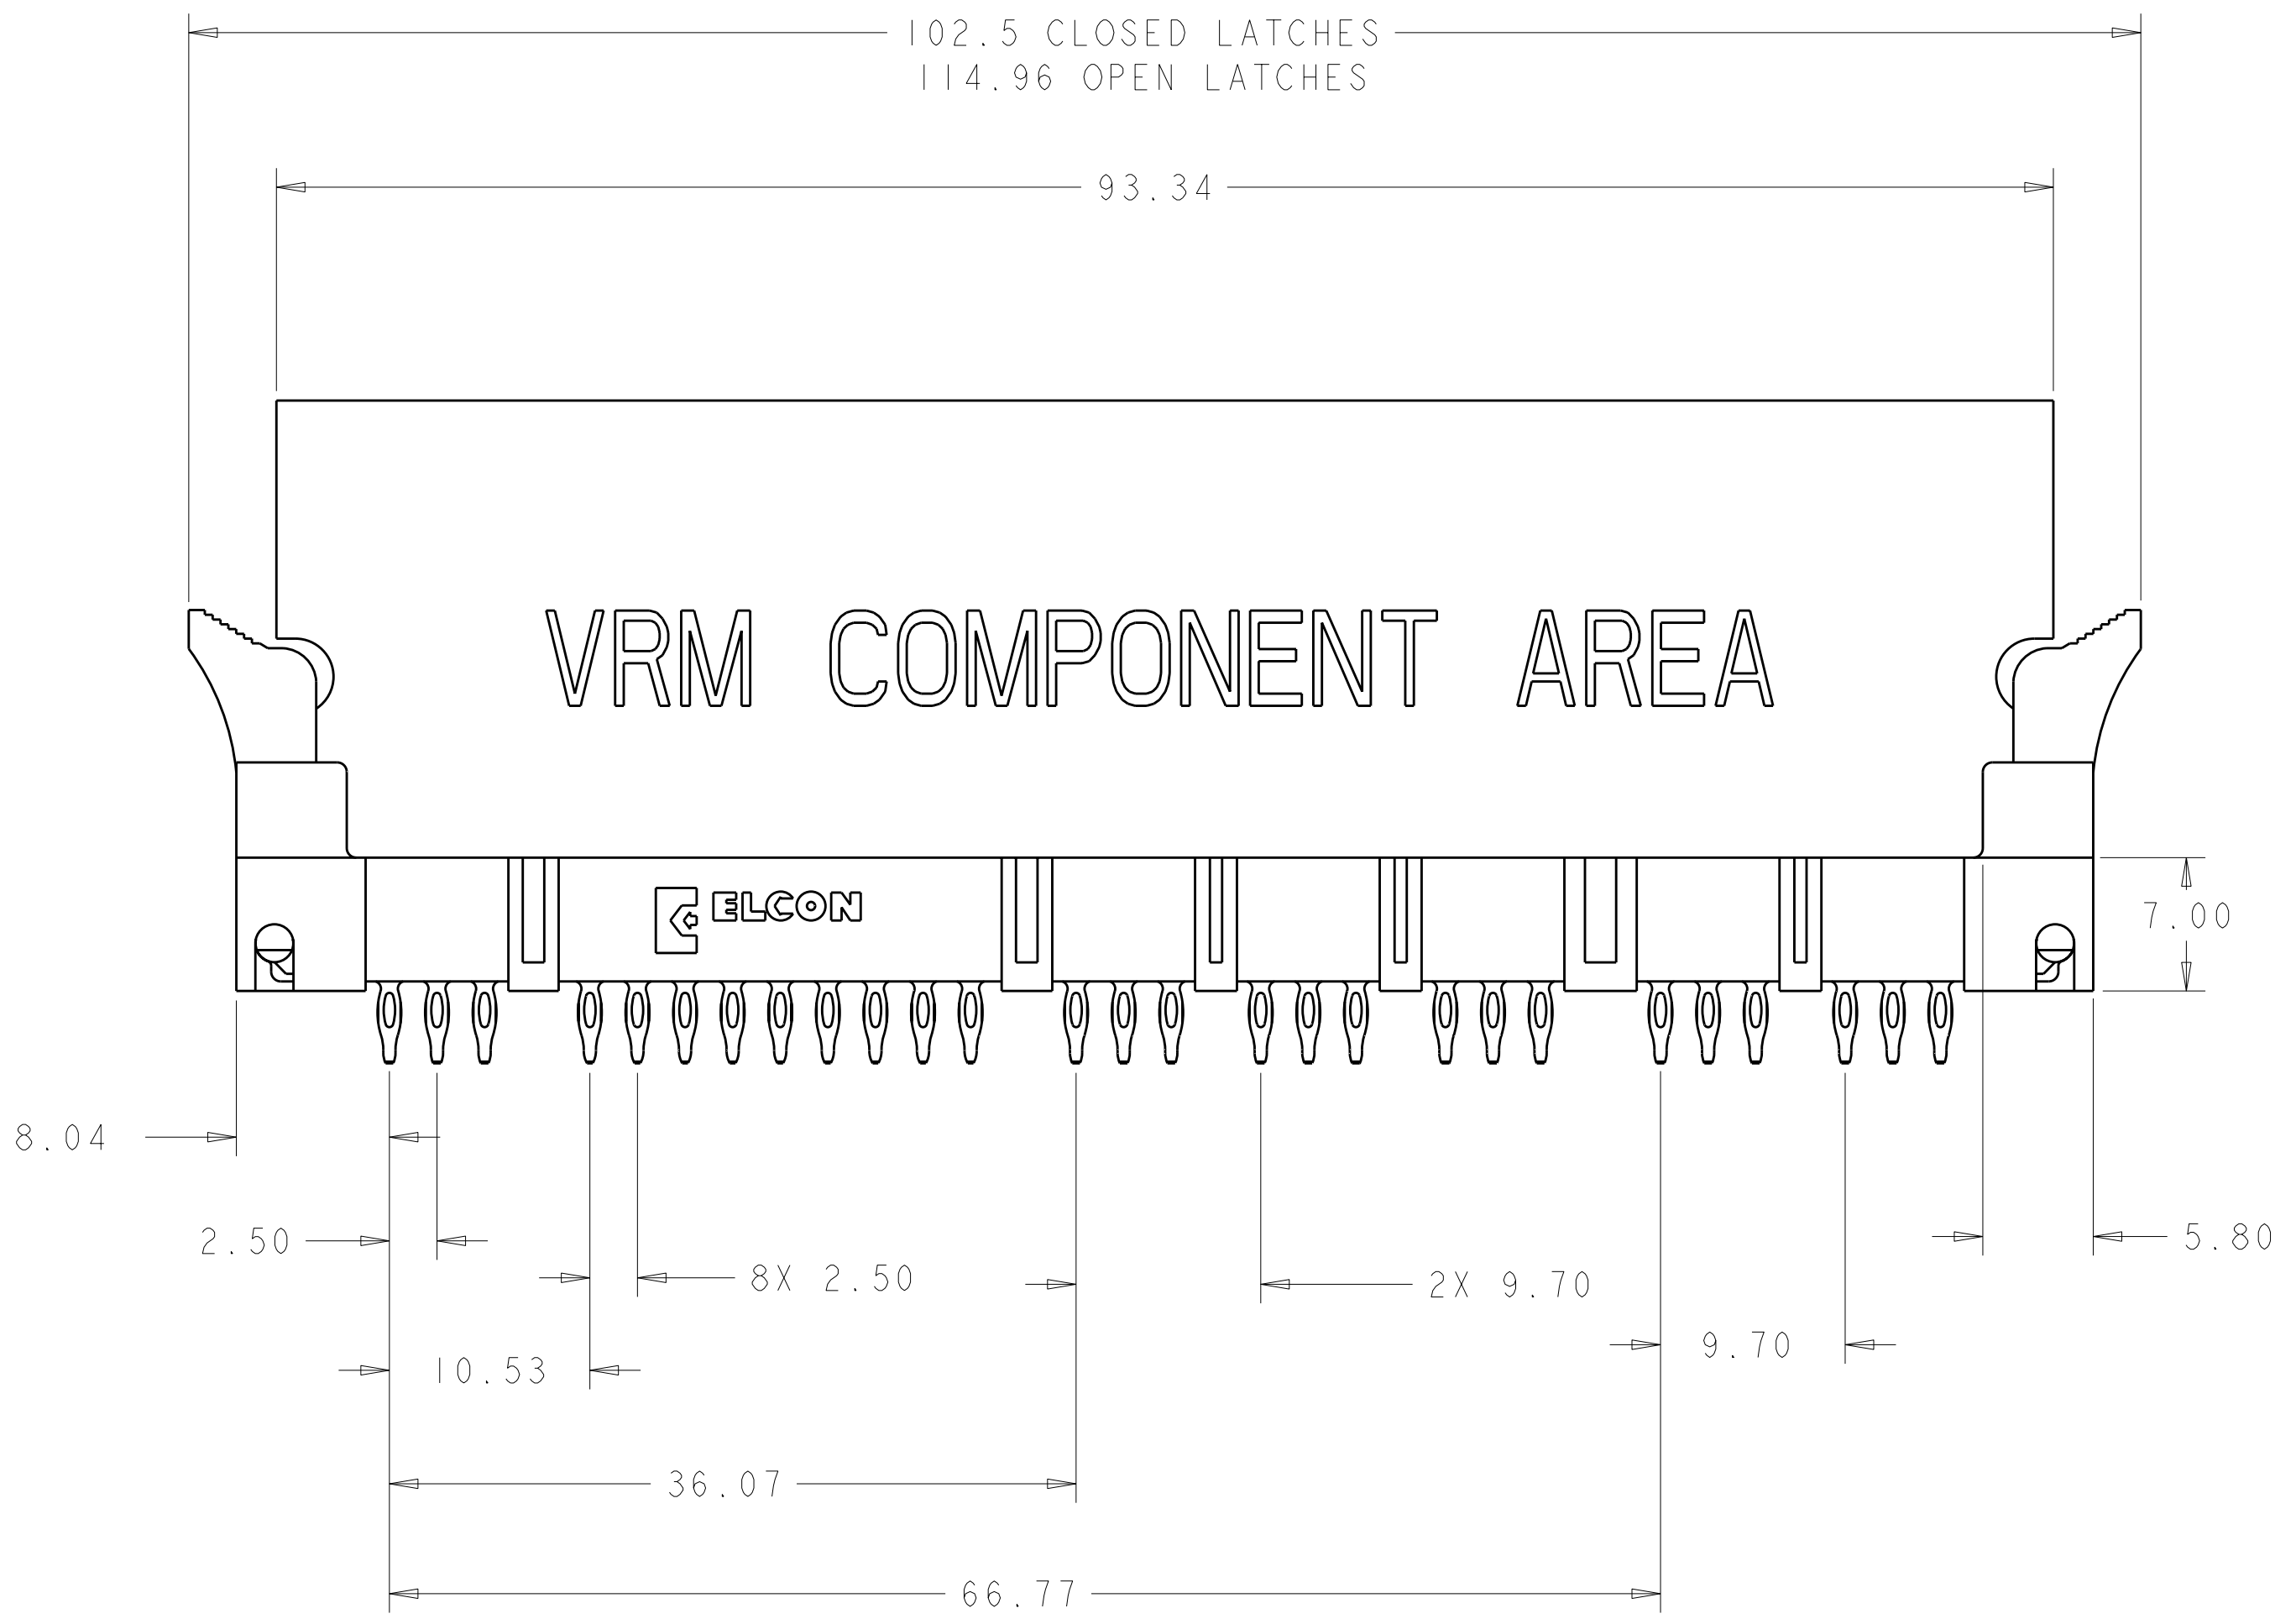 102.5 CLOSED LATCHES
114.96 OPEN LATCHES
93.34
VRM COMPONENT AREA
ELCON
7.00
8.04
2.50
5.80
8X 2.50
2X 9.70
9.70
10.53
36.07
66.77